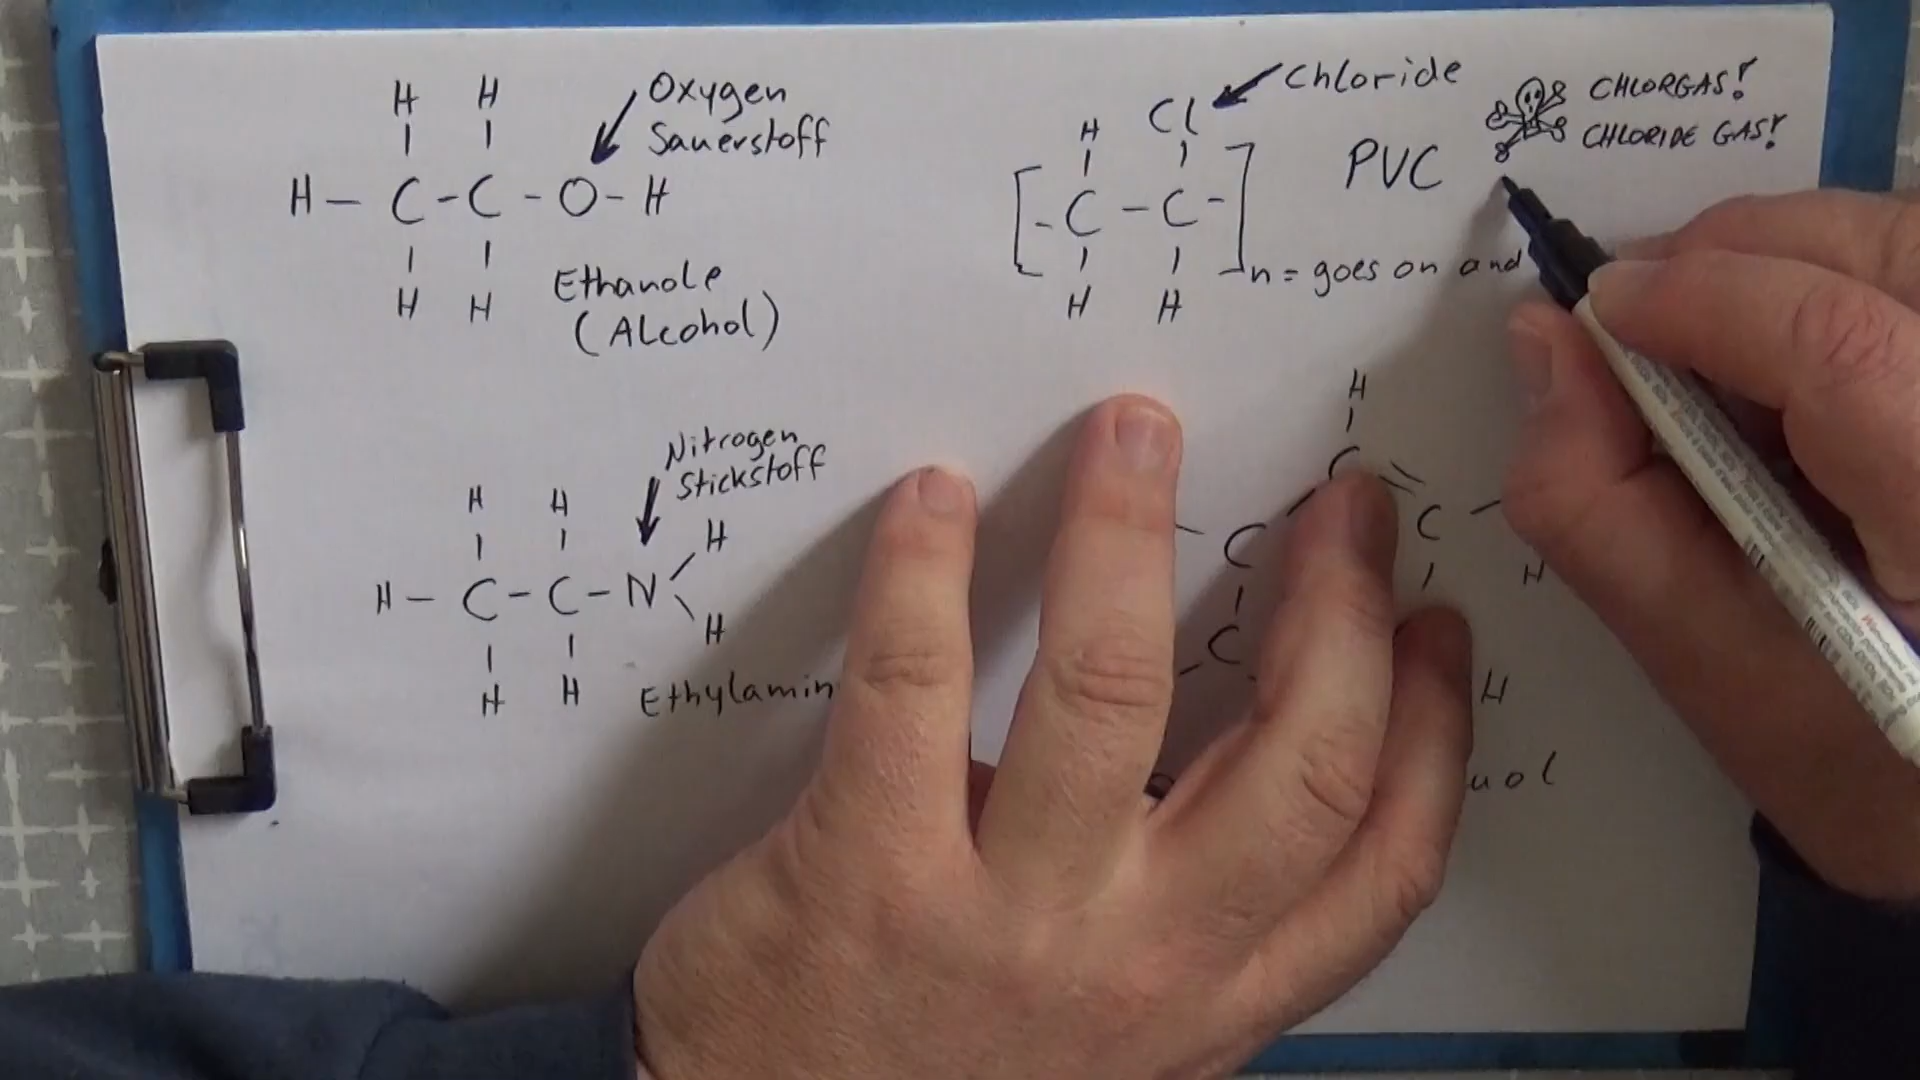 H H
Oxygen
Sauerstoff
H - C - C - O - H
H H
Ethanole
(Alcohol)
Chloride
H Cl
CHLORGAS!
CHLORIDE GAS!
PVC
[- C - C -]
n = goes on and
H H
Nitrogen
Stickstoff
H H
H
H - C - C - N
H
H H
Ethylamin
H
C
C
C
H
C
H
uol